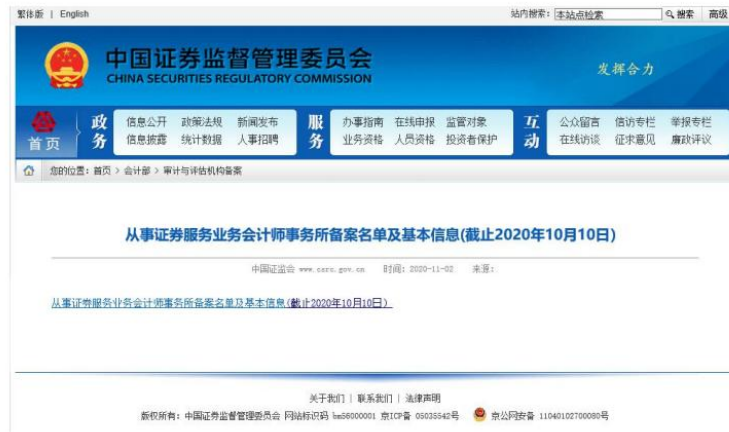 繁体版 | English 站内搜索: 本站点检索 搜索 高级
中国证券监督管理委员会
CHINA SECURITIES REGULATORY COMMISSION
发挥合力
首页 政务 信息公开 政策法规 新闻发布 服务 办事指南 在线申报 监管对象 互动 公众留言 信访专栏 举报专栏
信息披露 统计数据 人事招聘 业务资格 人员资格 投资者保护 在线访谈 征求意见 廉政评议
您的位置: 首页 > 会计部 > 审计与评估机构备案
从事证券服务业务会计师事务所备案名单及基本信息(截止2020年10月10日)
中国证监会 www.csrc.gov.cn 时间: 2020-11-02 来源:
从事证券服务业务会计师事务所备案名单及基本信息(截止2020年10月10日)
关于我们 | 联系我们 | 法律声明
版权所有: 中国证券监督管理委员会 网站标识码 bm56000001 京ICP备 05035542号 京公网安备 11040102700080号